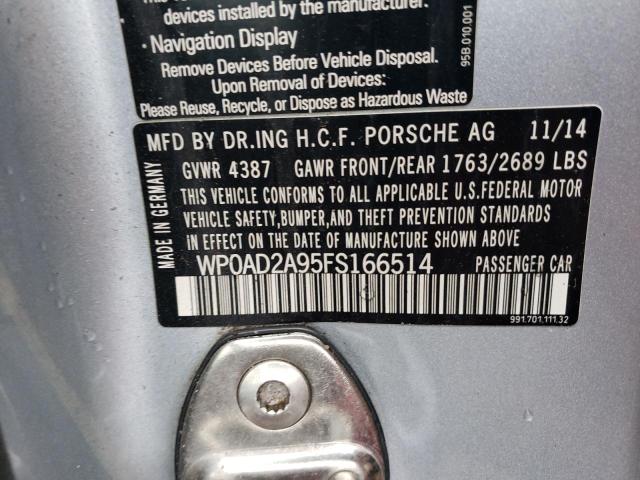 devices installed by the manufacturer.
· Navigation Display
Remove Devices Before Vehicle Disposal.
Upon Removal of Devices:
Please Reuse, Recycle, or Dispose as Hazardous Waste
95B.010.001
MFD BY DR.ING H.C.F. PORSCHE AG 11/14
GVWR 4387 GAWR FRONT/REAR 1763/2689 LBS
THIS VEHICLE CONFORMS TO ALL APPLICABLE U.S.FEDERAL MOTOR
VEHICLE SAFETY,BUMPER,AND THEFT PREVENTION STANDARDS
IN EFFECT ON THE DATE OF MANUFACTURE SHOWN ABOVE.
WP0AD2A95FS166514 PASSENGER CAR
MADE IN GERMANY
991.701.111.32